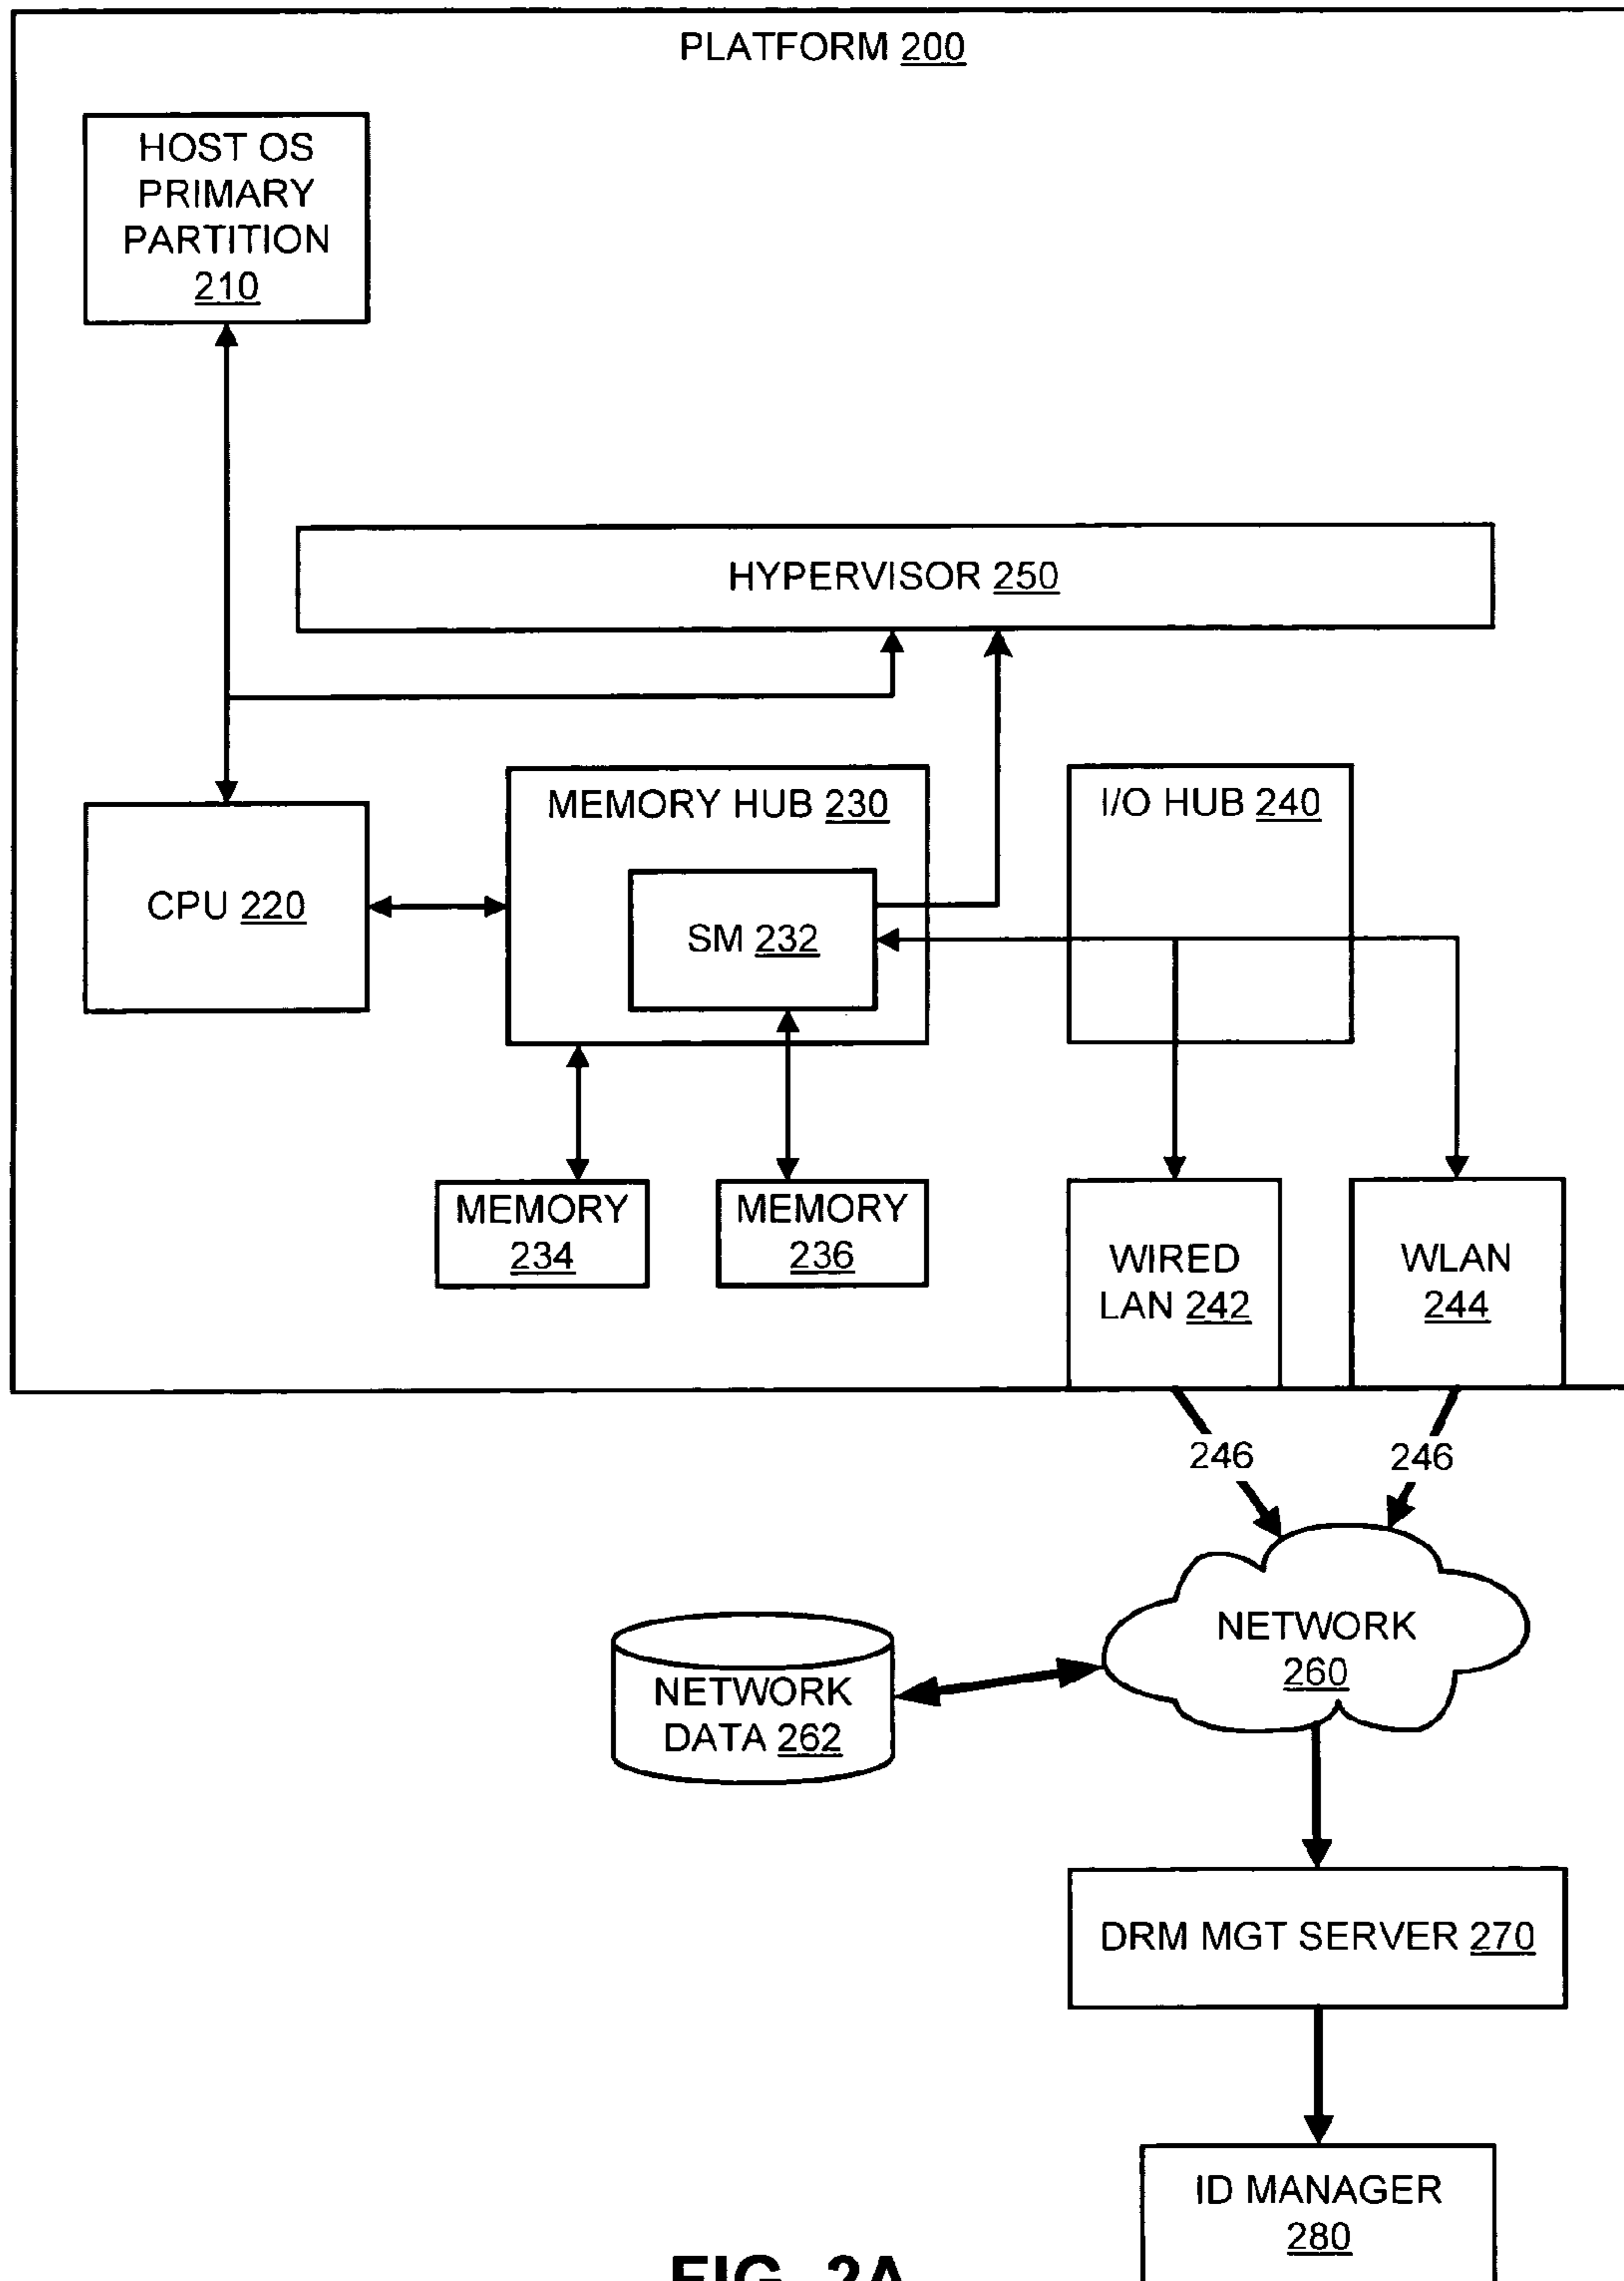 PLATFORM 200
HOST OS
PRIMARY
PARTITION
210
HYPERVISOR 250
MEMORY HUB 230
I/O HUB 240
CPU 220
SM 232
MEMORY
234
MEMORY
236
WIRED
LAN 242
WLAN
244
246
246
NETWORK
260
NETWORK
DATA 262
DRM MGT SERVER 270
ID MANAGER
280
FIG. 2A